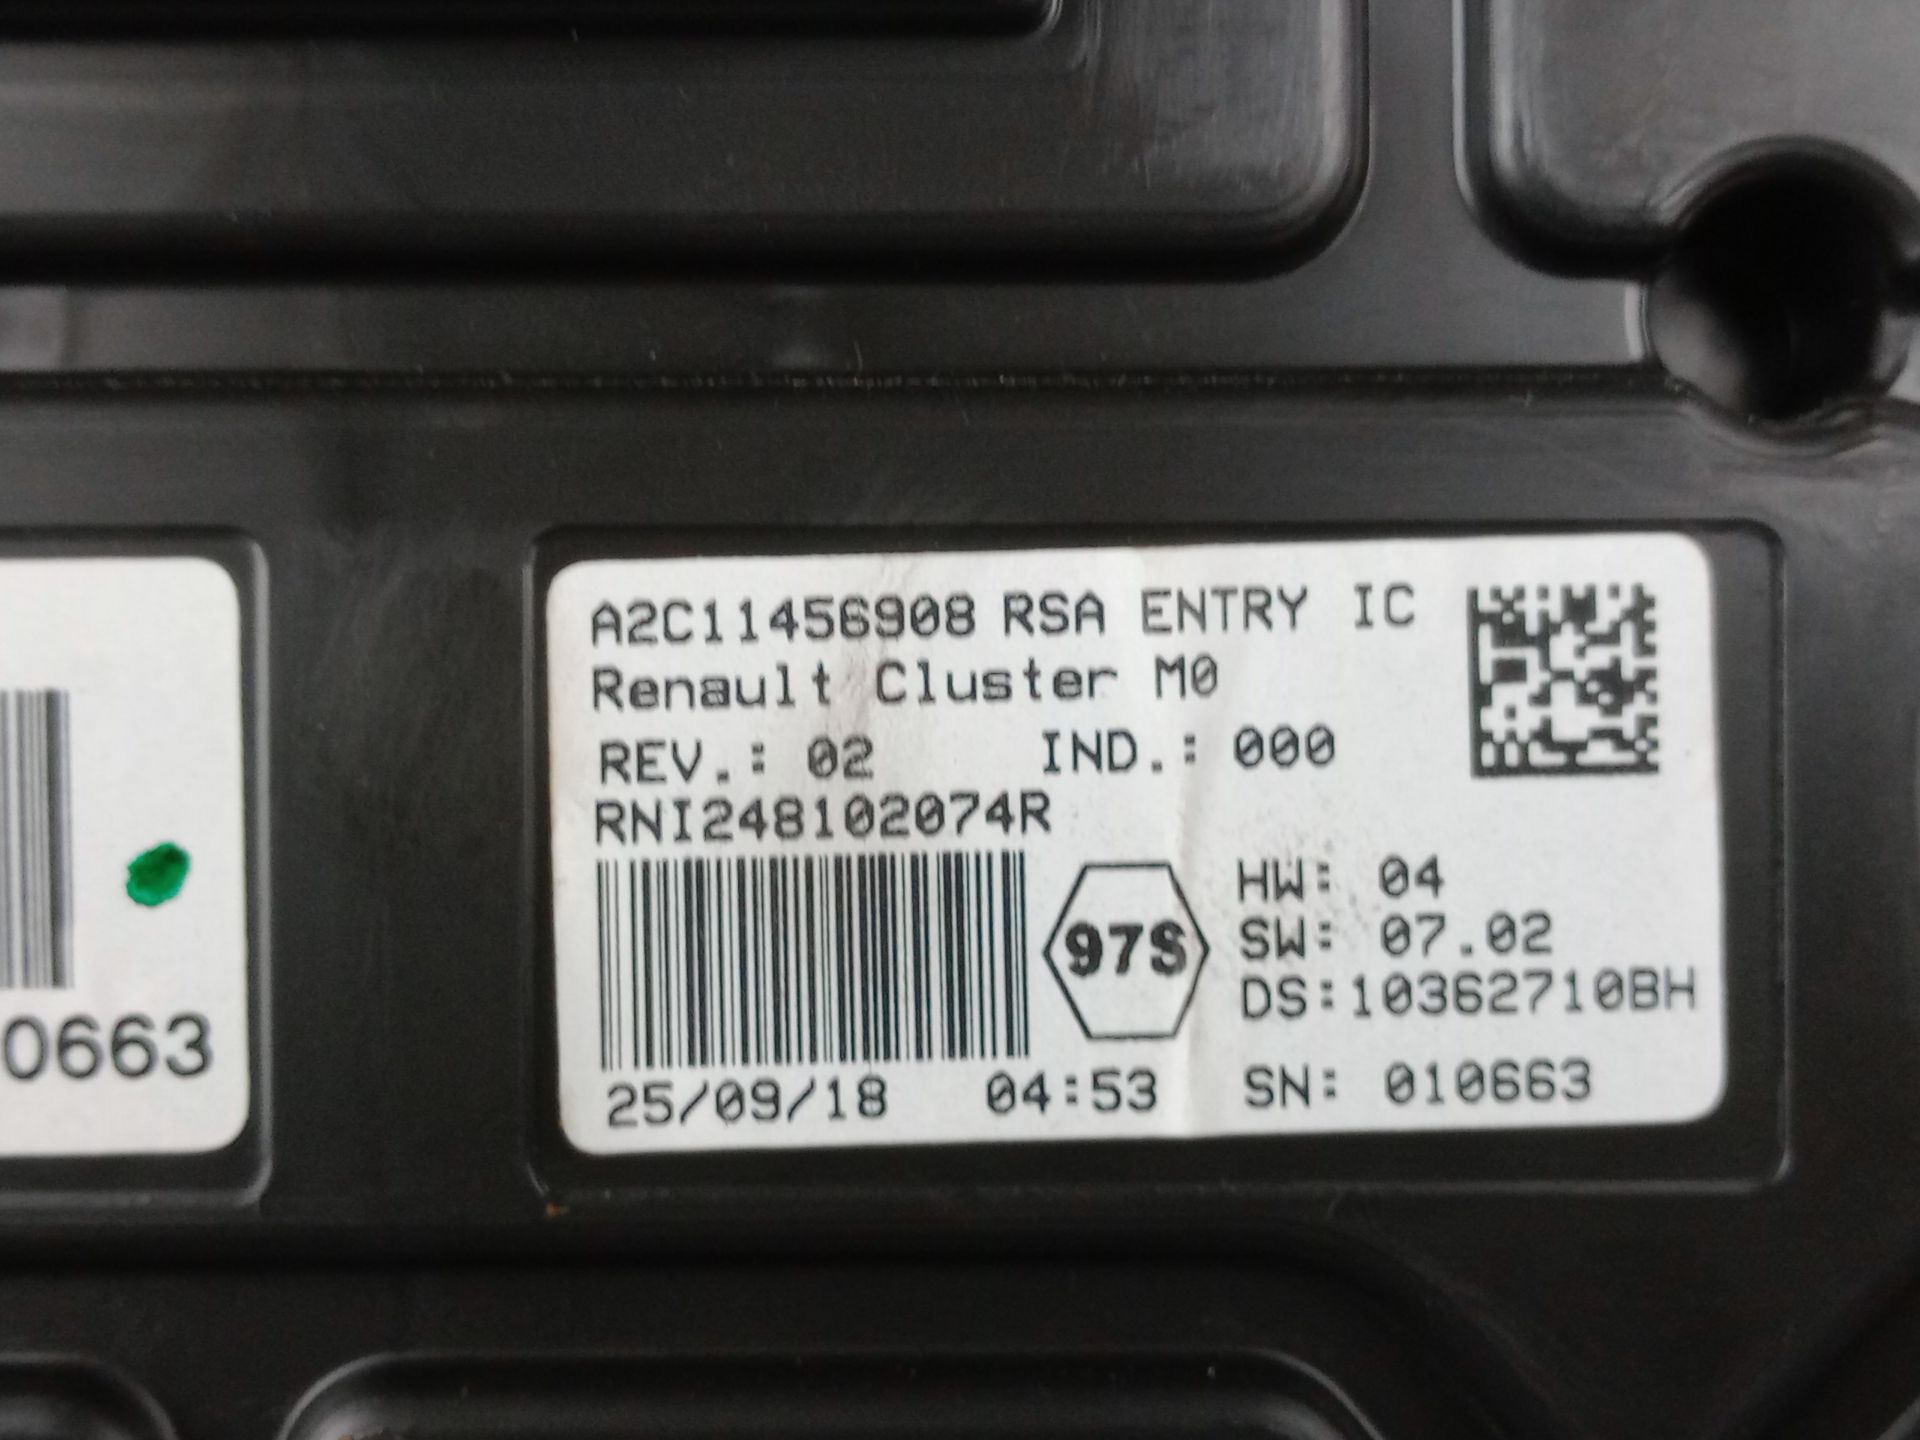 A2C11456908 RSA ENTRY IC
Renault Cluster M0
REV.: 02 IND.: 000
RNI248102074R
97S
HW: 04
SW: 07.02
DS:10362710BH
25/09/18 04:53 SN: 010663
0663